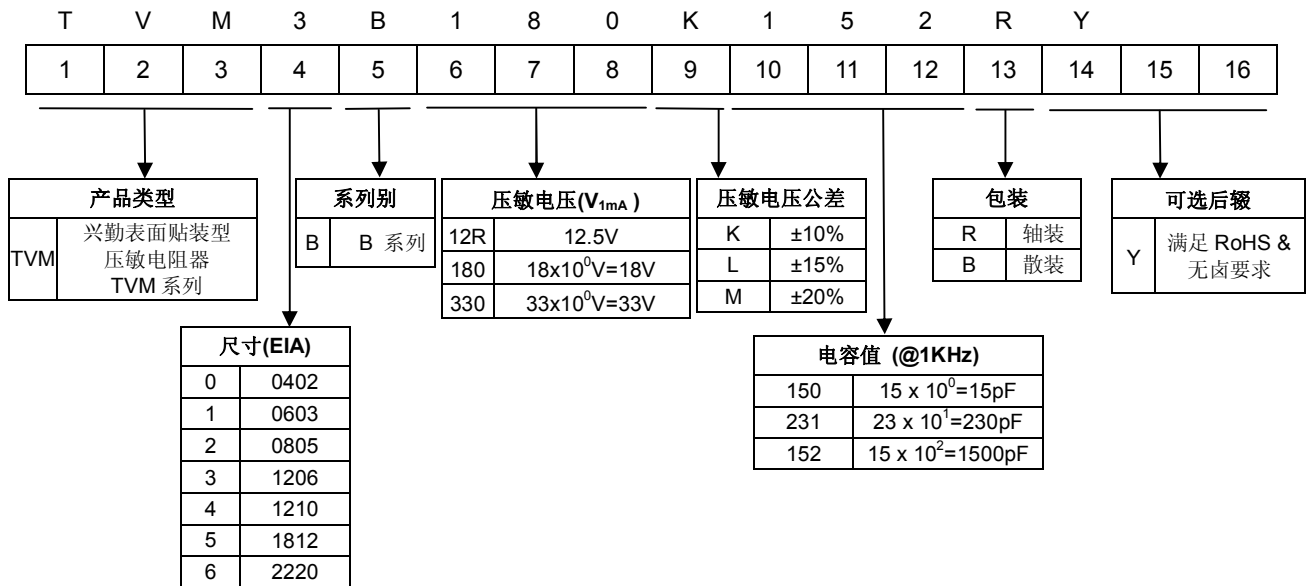 T V M 3 B 1 8 0 K 1 5 2 R Y
1 2 3 4 5 6 7 8 9 10 11 12 13 14 15 16
产品类型
TVM
兴勤表面贴装型
压敏电阻器
TVM 系列
系列别
B B 系列
压敏电压(V1mA )
12R 12.5V
180 18x10⁰V=18V
330 33x10⁰V=33V
压敏电压公差
K ±10%
L ±15%
M ±20%
包装
R 轴装
B 散装
可选后辍
Y
满足 RoHS &
无卤要求
尺寸(EIA)
0 0402
1 0603
2 0805
3 1206
4 1210
5 1812
6 2220
电容值 (@1KHz)
150 15 x 10⁰=15pF
231 23 x 10¹=230pF
152 15 x 10²=1500pF